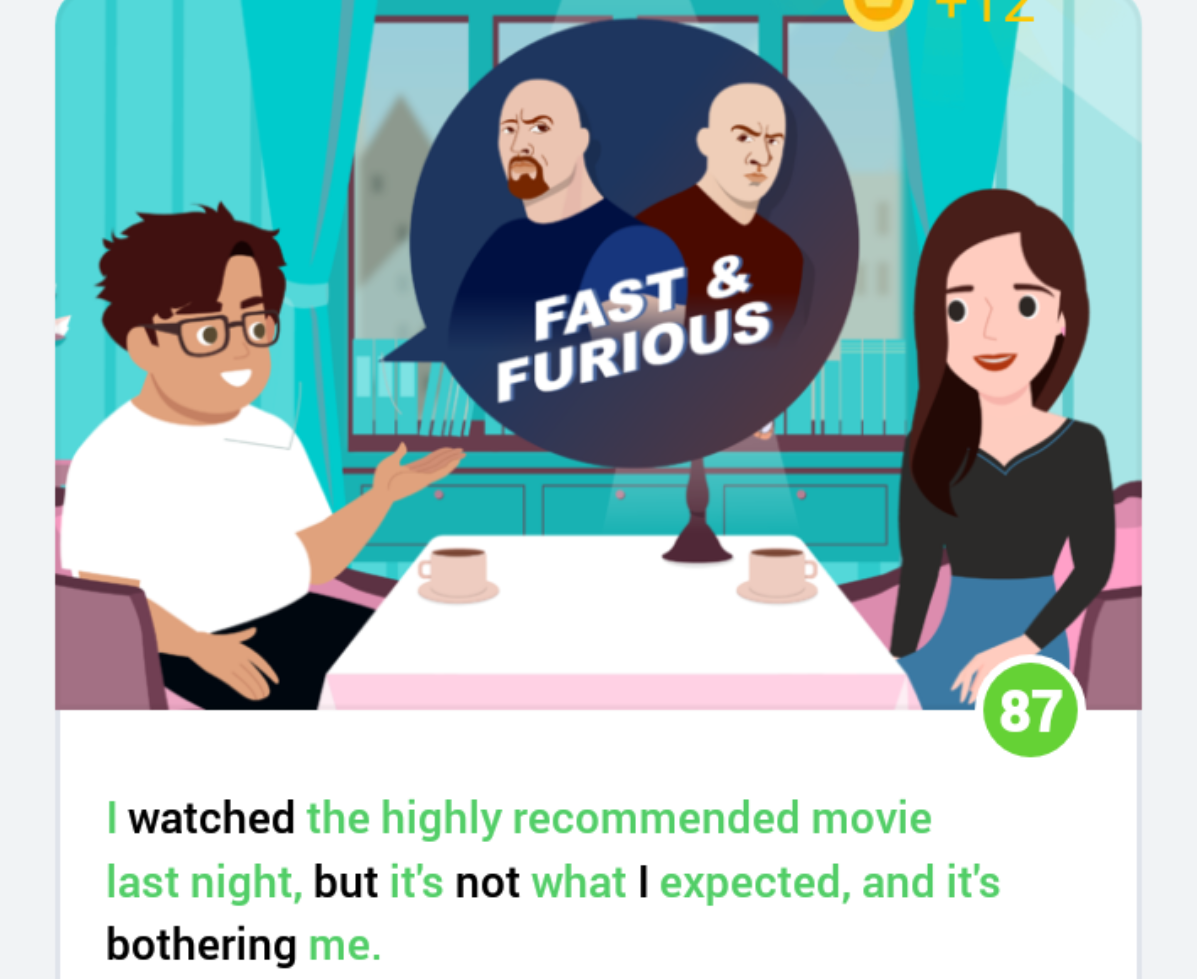 +12
FAST &
FURIOUS
87
I watched the highly recommended movie
last night, but it's not what I expected, and it's
bothering me.